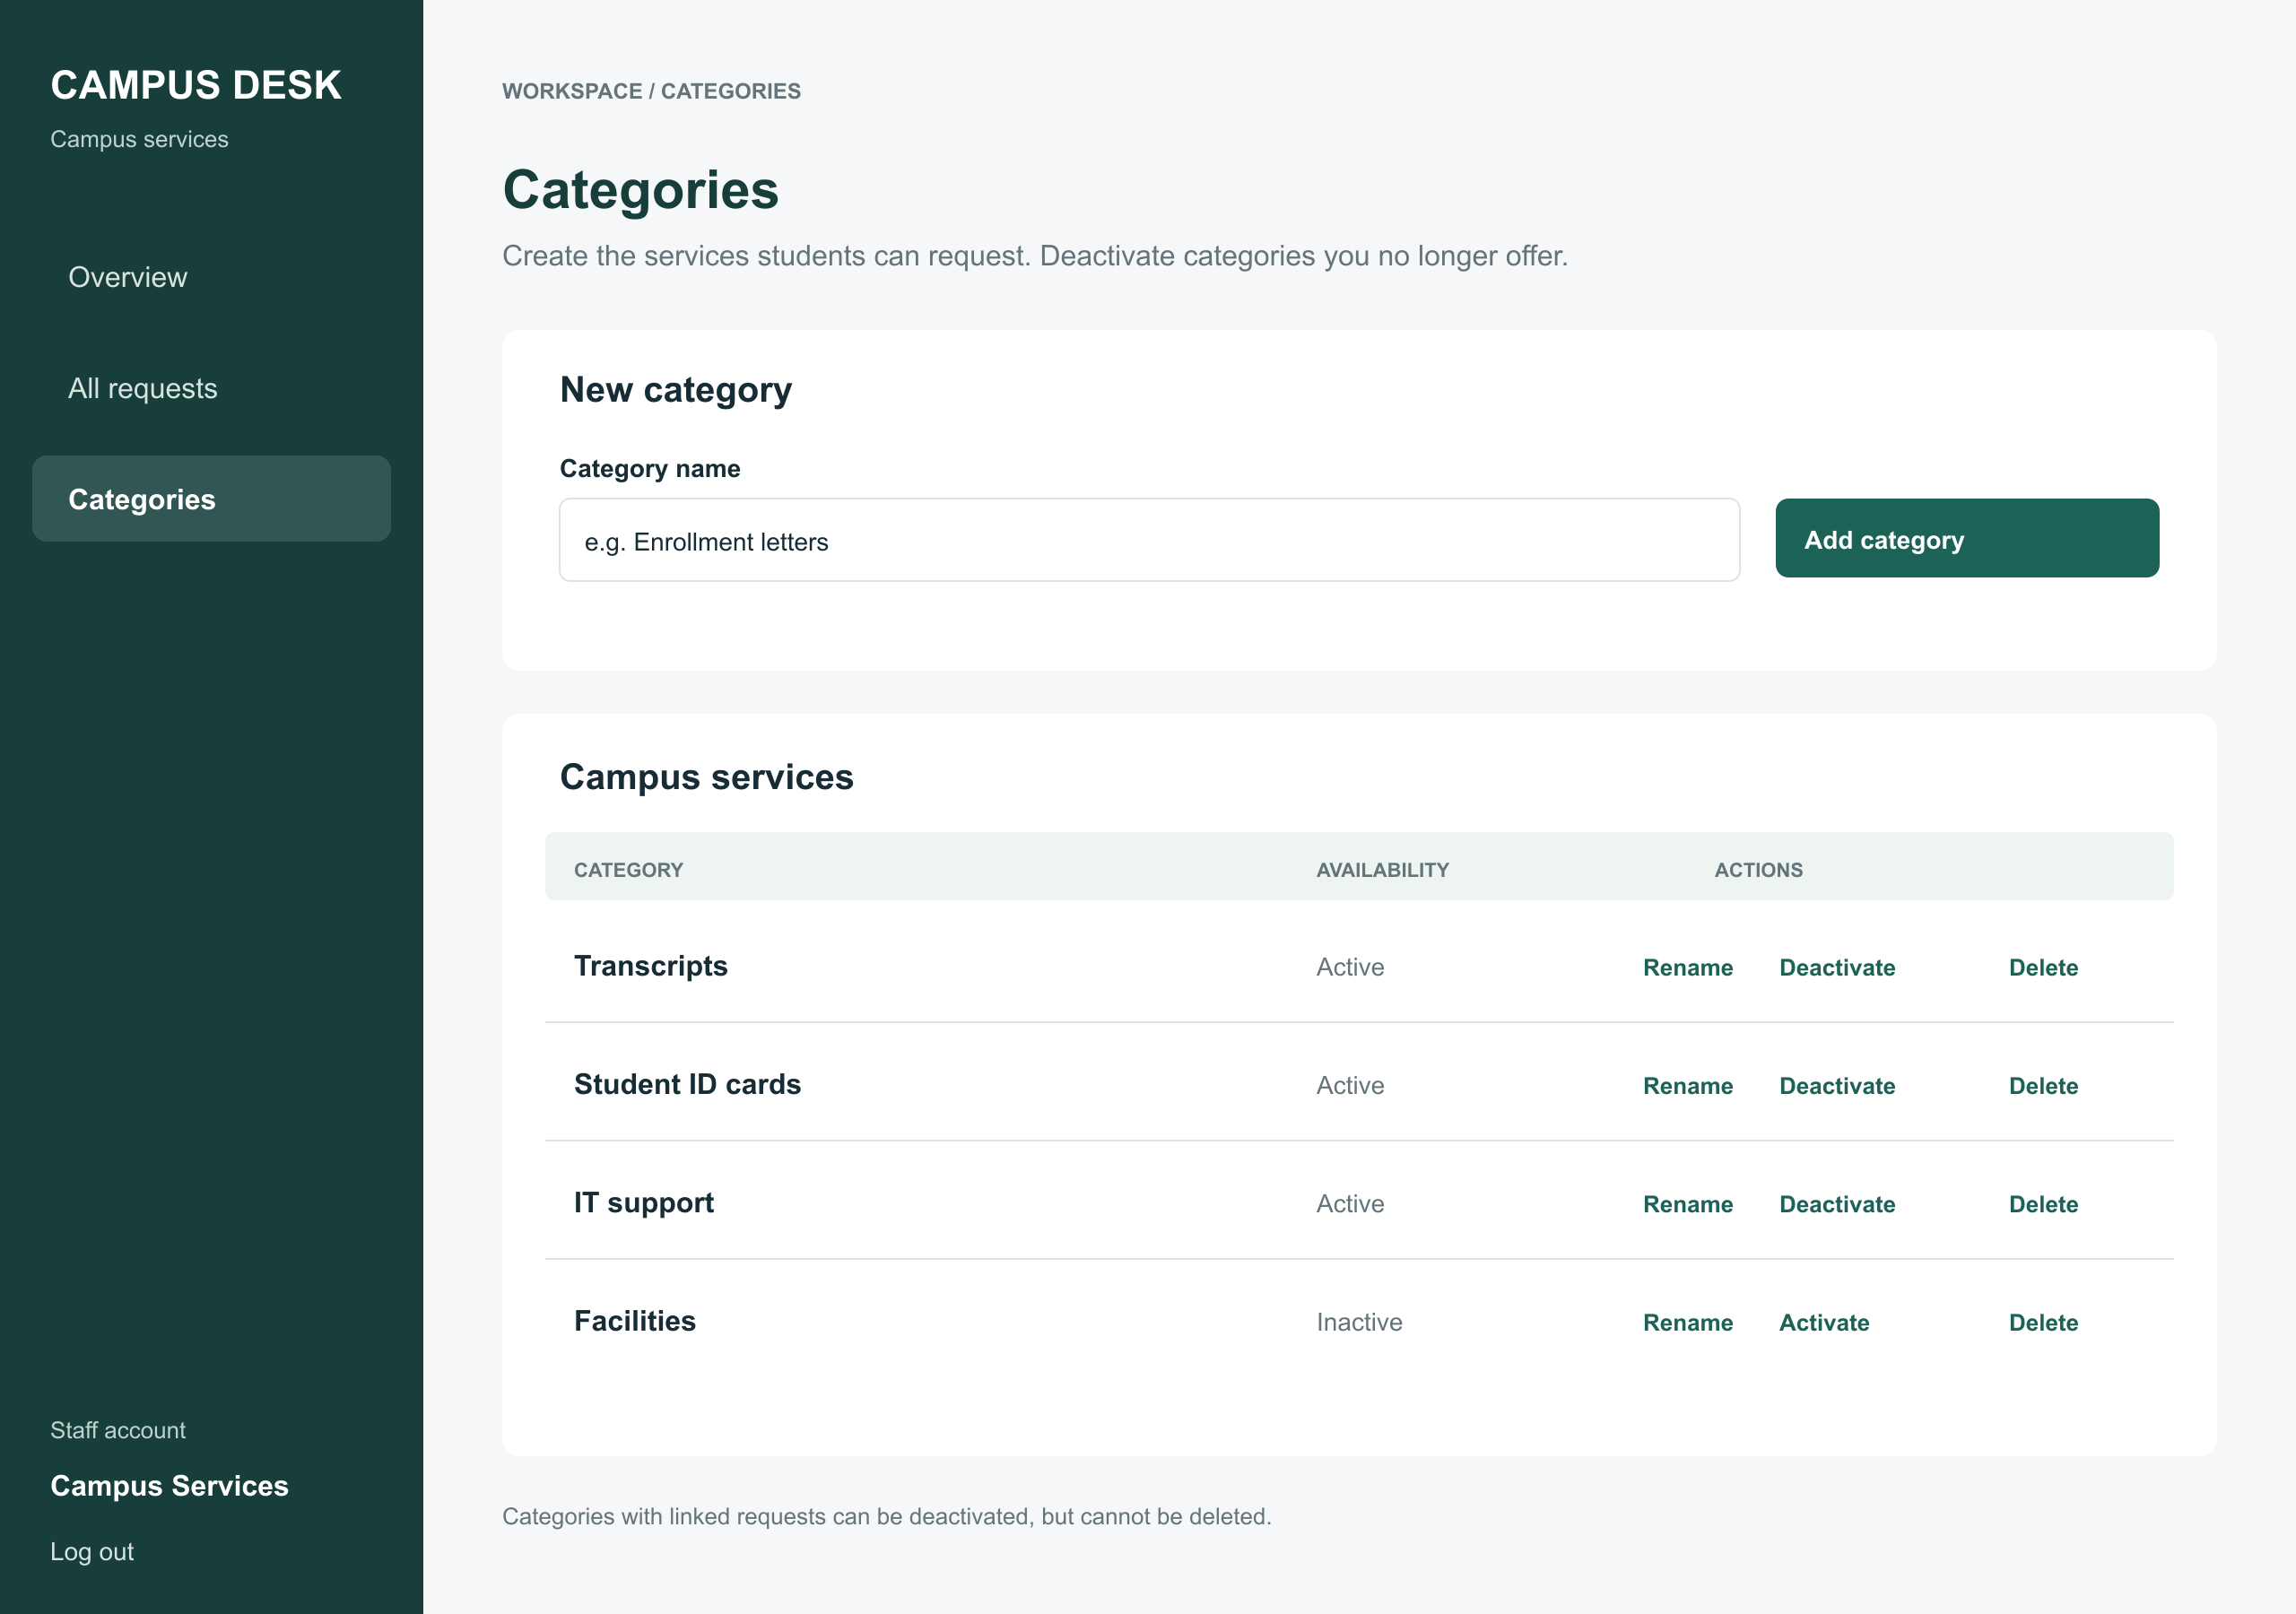 CAMPUS DESK
Campus services
Overview
All requests
Categories
Staff account
Campus Services
Log out
WORKSPACE / CATEGORIES
Categories
Create the services students can request. Deactivate categories you no longer offer.
New category
Category name
e.g. Enrollment letters
Add category
Campus services
CATEGORY AVAILABILITY ACTIONS
Transcripts Active Rename Deactivate Delete
Student ID cards Active Rename Deactivate Delete
IT support Active Rename Deactivate Delete
Facilities Inactive Rename Activate Delete
Categories with linked requests can be deactivated, but cannot be deleted.